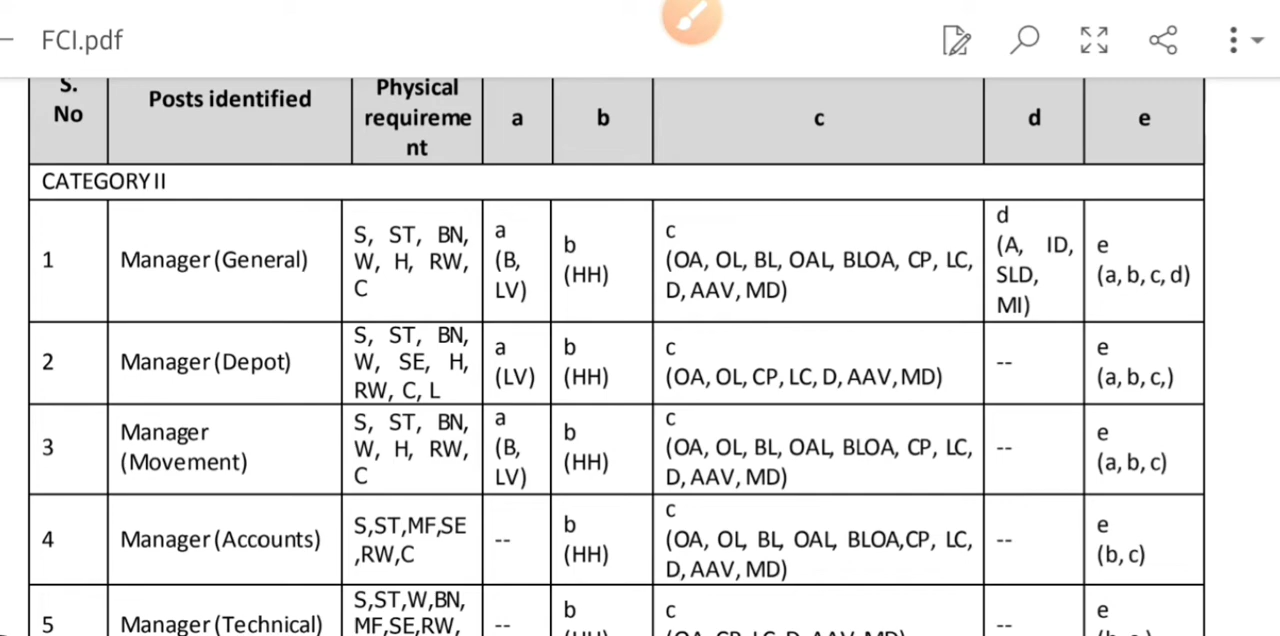 FCI.pdf
S. No
Posts identified
Physical requireme nt
a
b
c
d
e
CATEGORY II
1
Manager (General)
S, ST, BN,
W, H, RW,
C
a
(B,
LV)
b
(HH)
c
(OA, OL, BL, OAL, BLOA, CP, LC,
D, AAV, MD)
d
(A, ID,
SLD,
MI)
e
(a, b, c, d)
2
Manager (Depot)
S, ST, BN,
W, SE, H,
RW, C, L
a
(LV)
b
(HH)
c
(OA, OL, CP, LC, D, AAV, MD)
--
e
(a, b, c,)
3
Manager
(Movement)
S, ST, BN,
W, H, RW,
C
a
(B,
LV)
b
(HH)
c
(OA, OL, BL, OAL, BLOA, CP, LC,
D, AAV, MD)
--
e
(a, b, c)
4
Manager (Accounts)
S,ST,MF,SE
,RW,C
--
b
(HH)
c
(OA, OL, BL, OAL, BLOA,CP, LC,
D, AAV, MD)
--
e
(b, c)
5
Manager (Technical)
S,ST,W,BN,
MF,SE,RW,
--
b
c
--
e